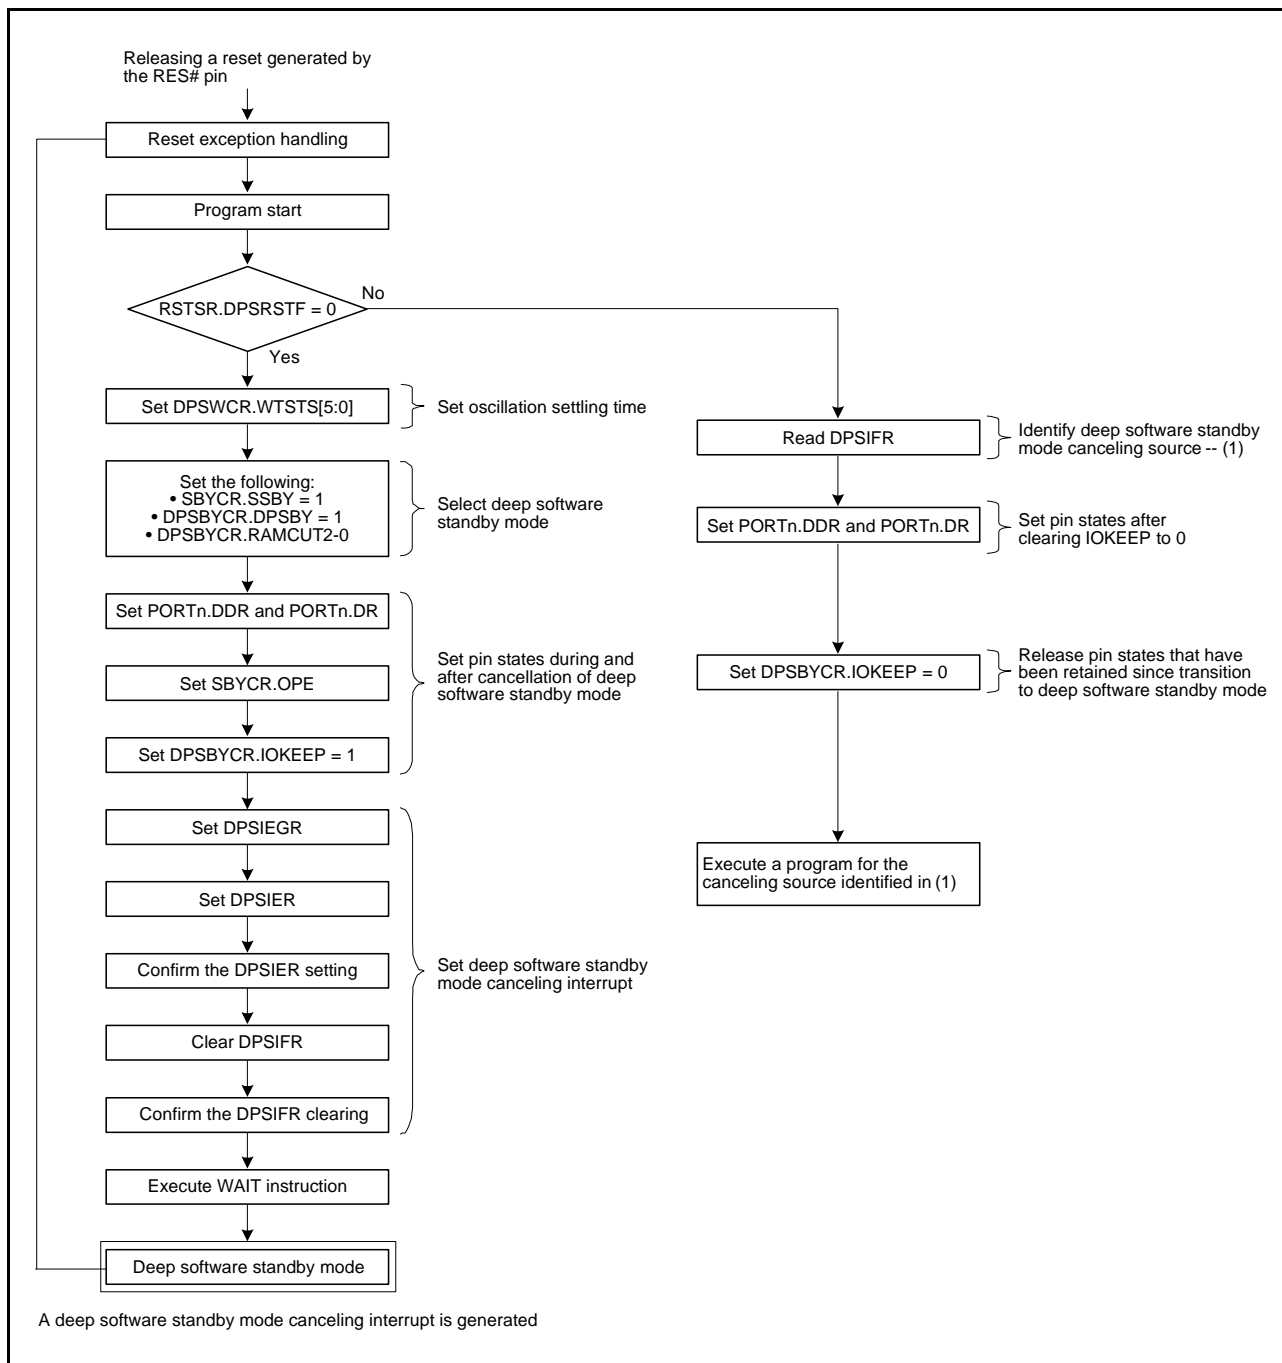 Releasing a reset generated by
the RES# pin
Reset exception handling
Program start
RSTSR.DPSRSTF = 0
No
Yes
Set DPSWCR.WTSTS[5:0]
Set oscillation settling time
Set the following:
• SBYCR.SSBY = 1
• DPSBYCR.DPSBY = 1
• DPSBYCR.RAMCUT2-0
Select deep software
standby mode
Set PORTn.DDR and PORTn.DR
Set SBYCR.OPE
Set DPSBYCR.IOKEEP = 1
Set pin states during and
after cancellation of deep
software standby mode
Set DPSIEGR
Set DPSIER
Confirm the DPSIER setting
Clear DPSIFR
Confirm the DPSIFR clearing
Set deep software standby
mode canceling interrupt
Execute WAIT instruction
Deep software standby mode
A deep software standby mode canceling interrupt is generated
Read DPSIFR
Identify deep software standby
mode canceling source -- (1)
Set PORTn.DDR and PORTn.DR
Set pin states after
clearing IOKEEP to 0
Set DPSBYCR.IOKEEP = 0
Release pin states that have
been retained since transition
to deep software standby mode
Execute a program for the
canceling source identified in (1)